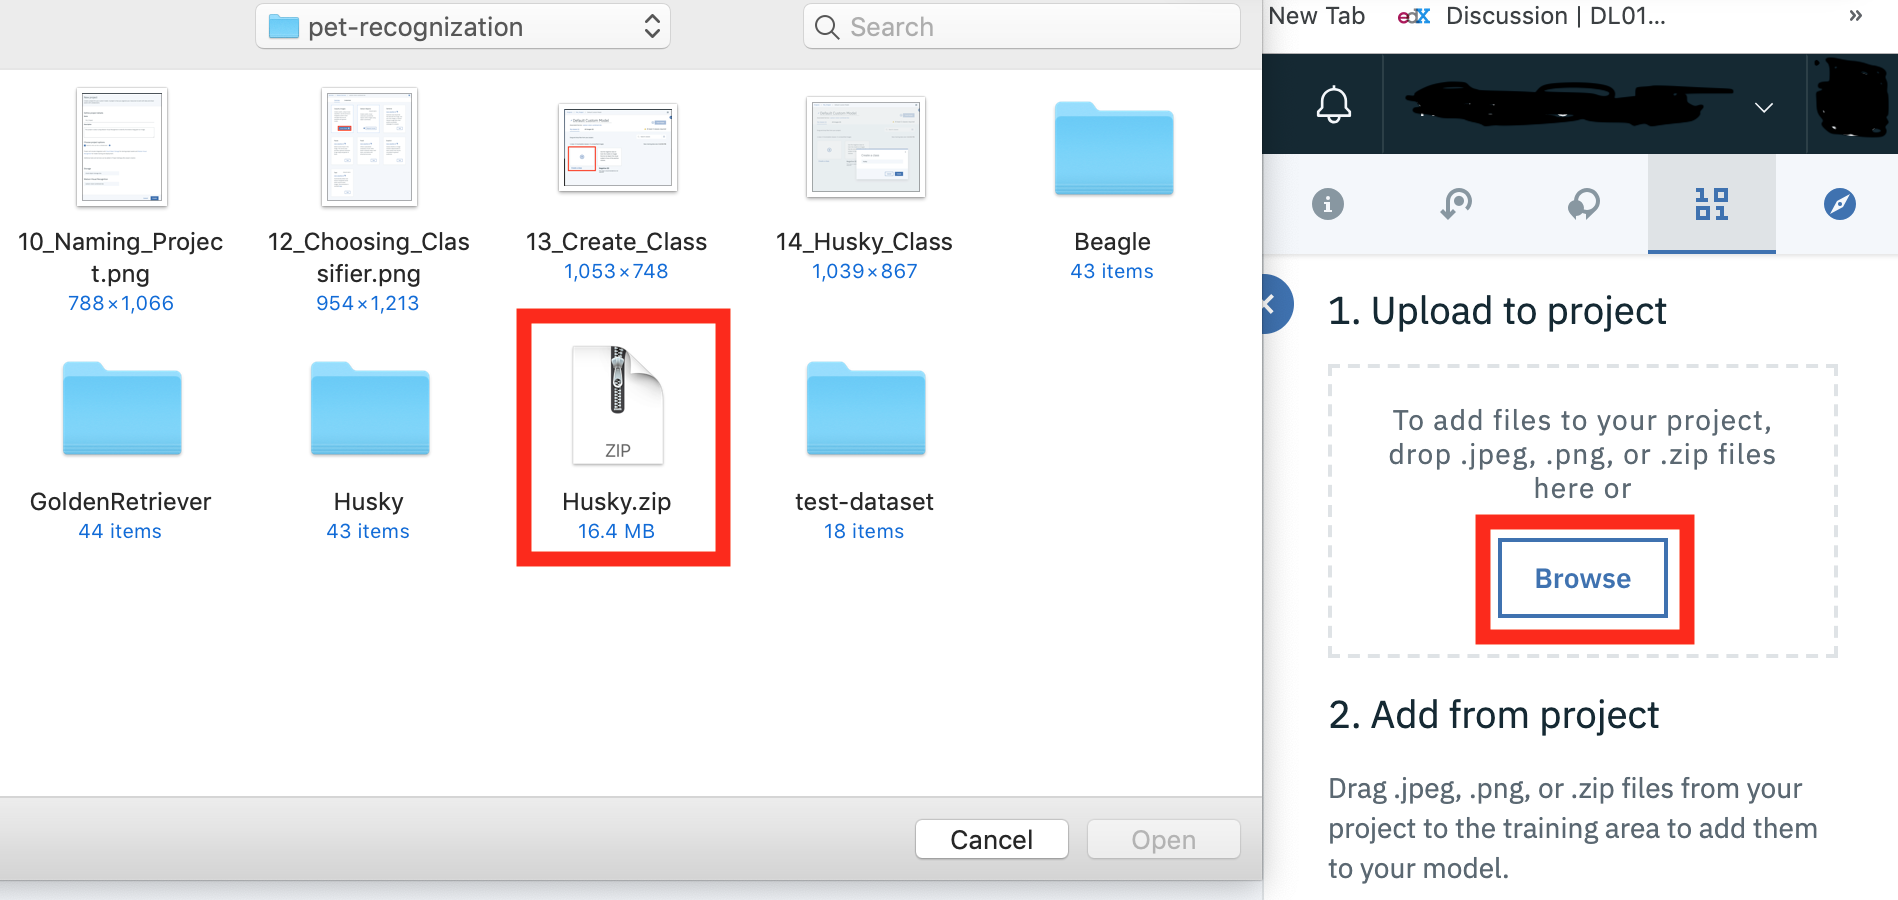 pet-recognization
Search
10_Naming_Projec
t.png
788×1,066
12_Choosing_Clas
sifier.png
954×1,213
13_Create_Class
1,053×748
14_Husky_Class
1,039×867
Beagle
43 items
GoldenRetriever
44 items
Husky
43 items
ZIP
Husky.zip
16.4 MB
test-dataset
18 items
Cancel
Open
New Tab
edX
Discussion | DL01...
»
1. Upload to project
To add files to your project,
drop .jpeg, .png, or .zip files
here or
Browse
2. Add from project
Drag .jpeg, .png, or .zip files from your
project to the training area to add them
to your model.